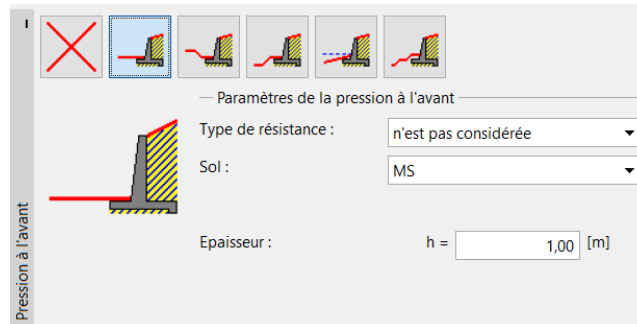 Paramètres de la pression à l'avant
Type de résistance : n'est pas considérée
Sol : MS
Epaisseur : h = 1,00 [m]
Pression à l'avant